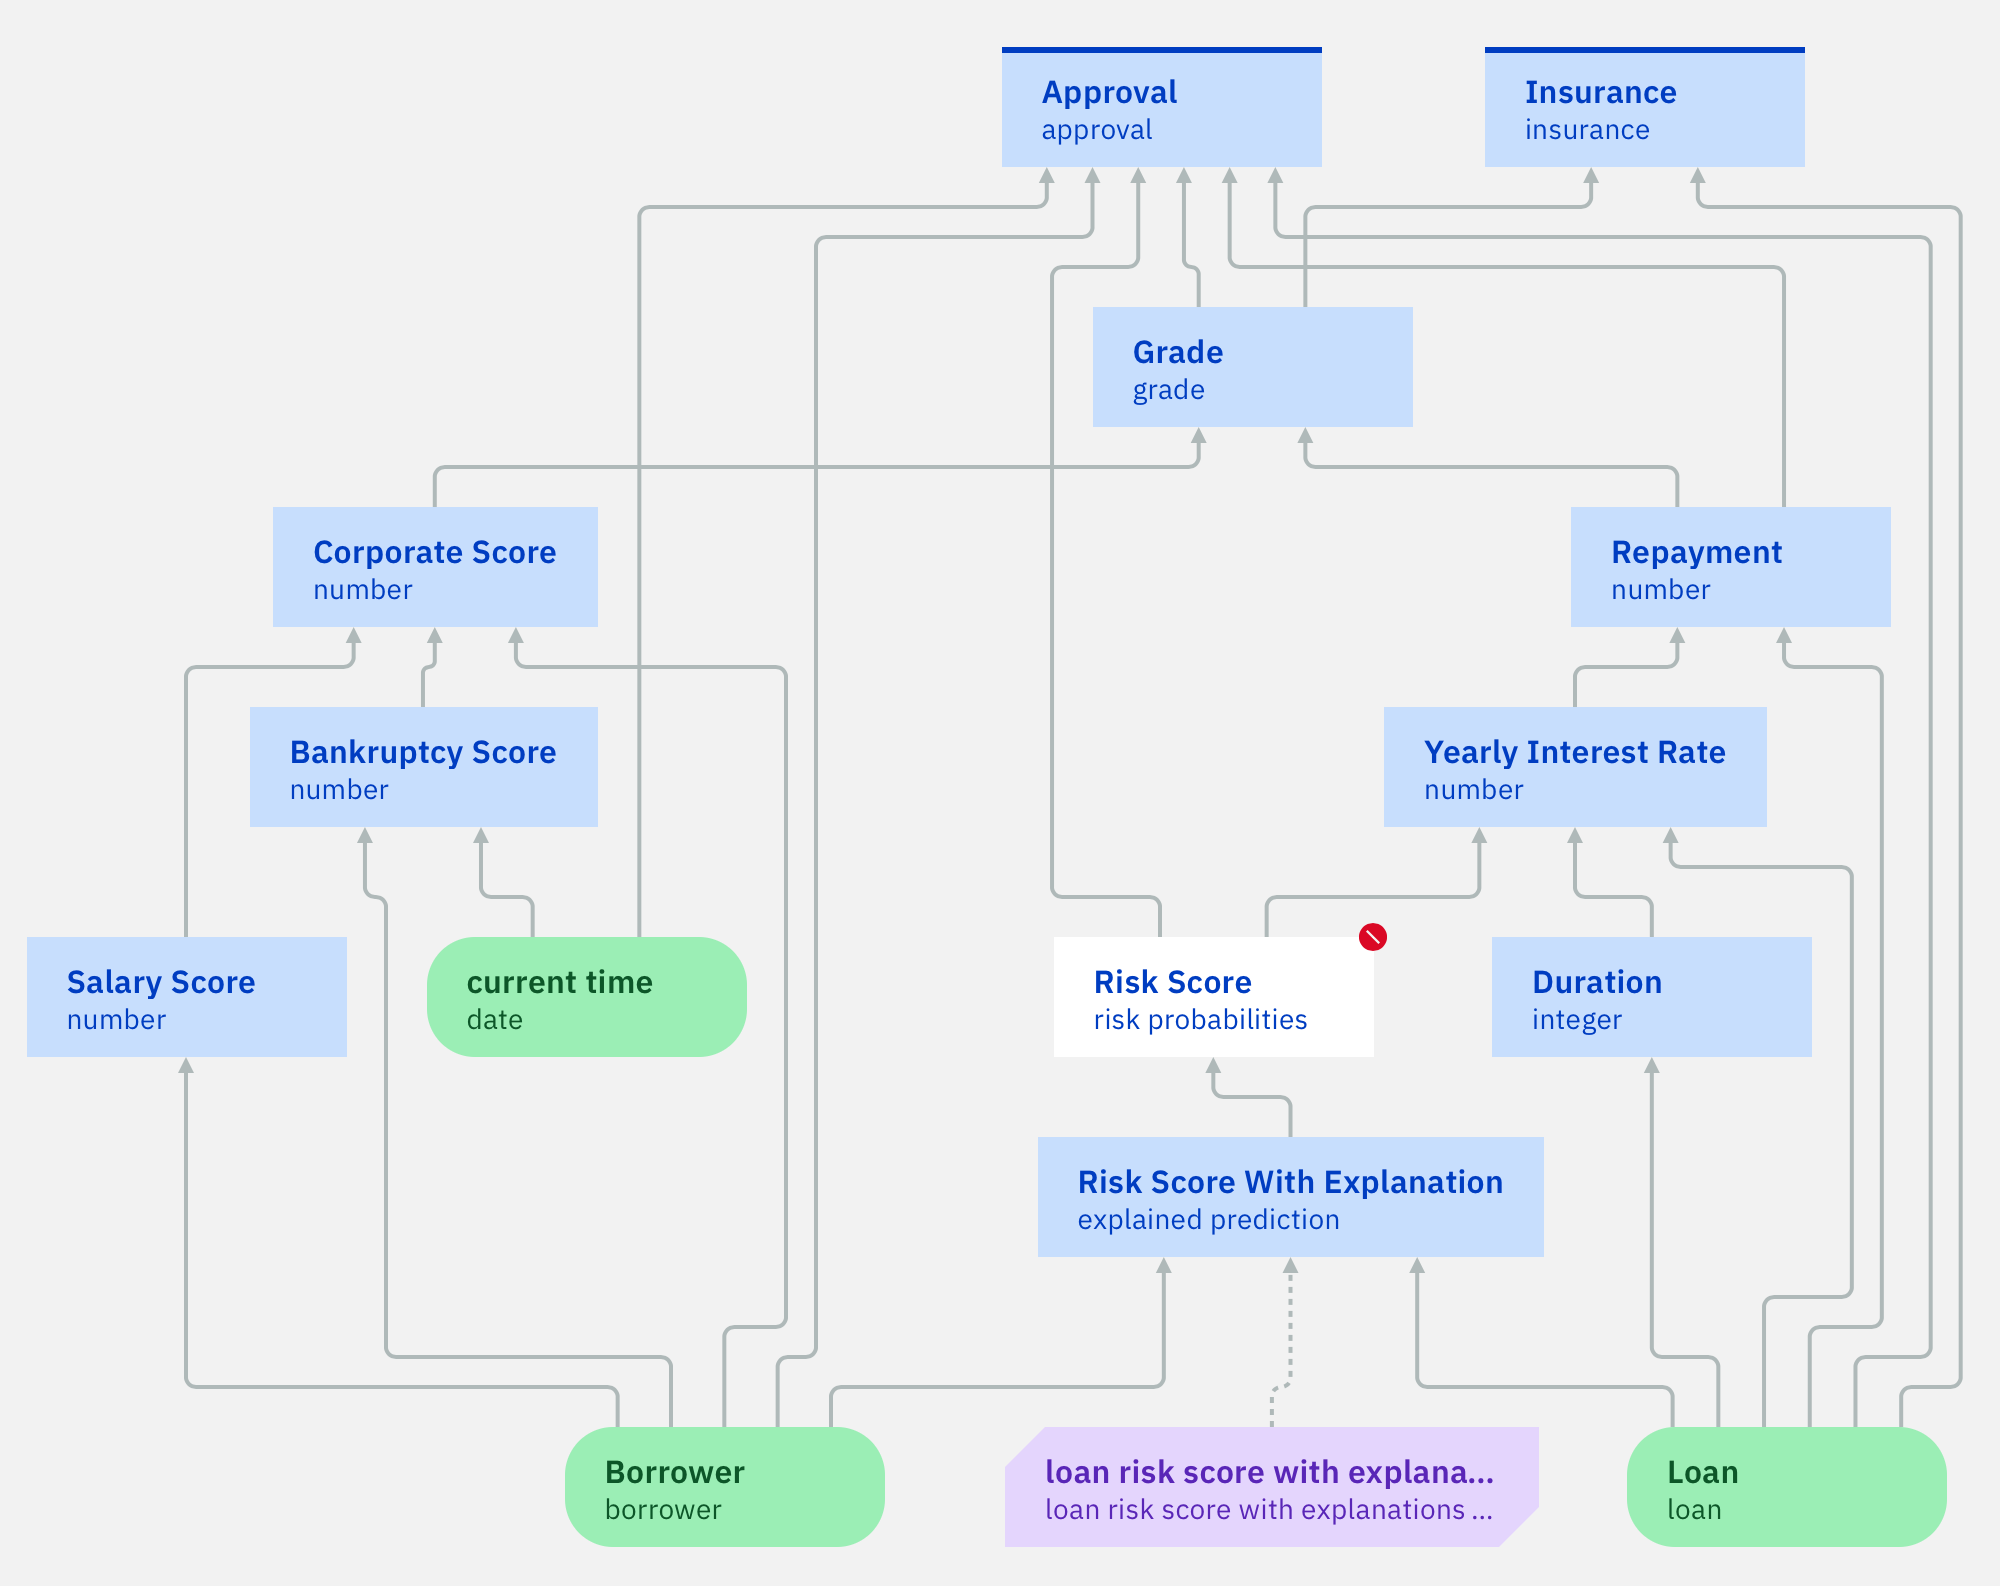 Approval
approval
Insurance
insurance
Grade
grade
Corporate Score
number
Repayment
number
Bankruptcy Score
number
Yearly Interest Rate
number
Salary Score
number
current time
date
Risk Score
risk probabilities
Duration
integer
Risk Score With Explanation
explained prediction
Borrower
borrower
loan risk score with explana...
loan risk score with explanations ...
Loan
loan